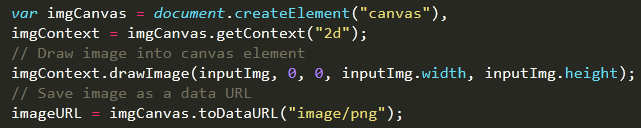 var imgCanvas = document.createElement("canvas"),
imgContext = imgCanvas.getContext("2d");
// Draw image into canvas element
imgContext.drawImage(inputImg, 0, 0, inputImg.width, inputImg.height);
// Save image as a data URL
imageURL = imgCanvas.toDataURL("image/png");